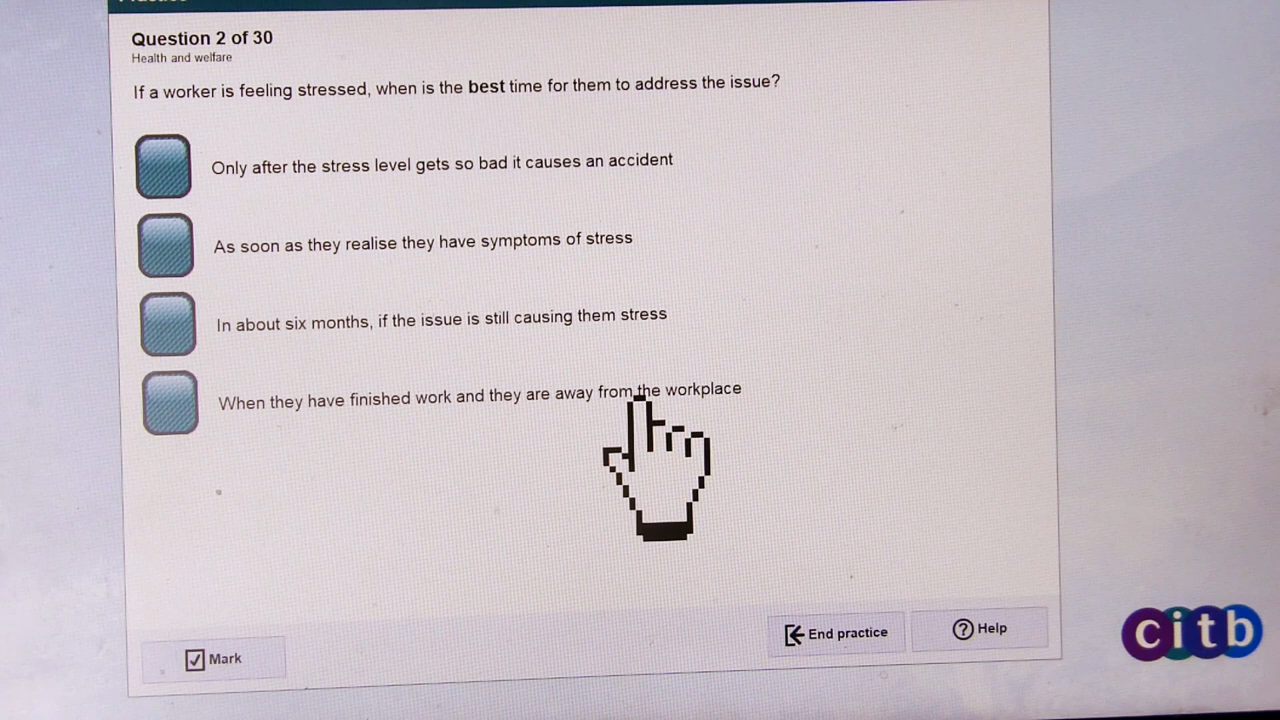 Question 2 of 30
Health and welfare
If a worker is feeling stressed, when is the best time for them to address the issue?
Only after the stress level gets so bad it causes an accident
As soon as they realise they have symptoms of stress
In about six months, if the issue is still causing them stress
When they have finished work and they are away from the workplace
Mark
End practice
Help
citb